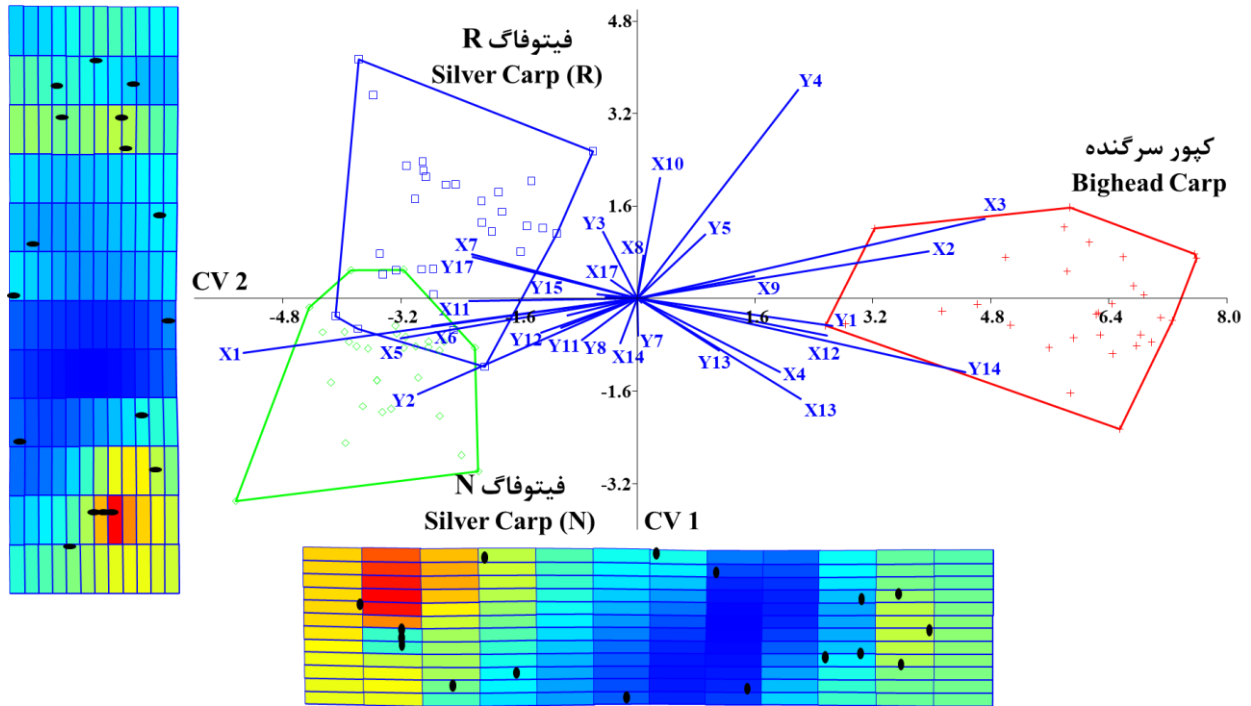 4.8
فیتوفاگ R
Silver Carp (R)
Y4
3.2
کپور سرگنده
Bighead Carp
X10
1.6
X3
Y3
Y5
X7
X8
X2
Y17
X17
X9
CV 2
Y15
-4.8
-3.2
X11
-1.6
1.6
3.2
4.8
6.4
8.0
Y1
X1
X5
X6
Y12
Y11
Y8
X14
Y7
Y13
X12
X4
Y14
Y2
-1.6
X13
فیتوفاگ N
-3.2
Silver Carp (N)
CV 1